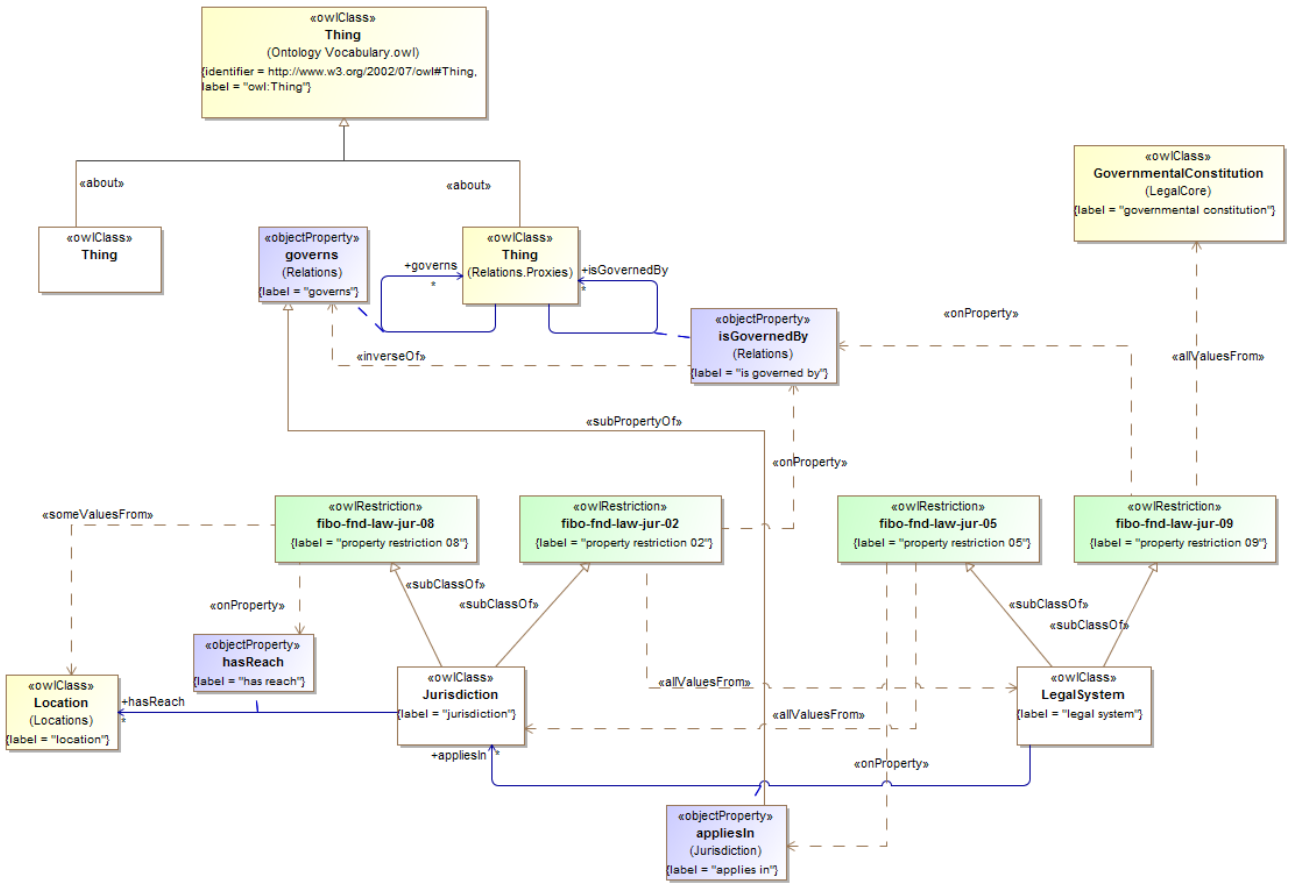 «owlClass»
Thing
(Ontology Vocabulary.owl)
{identifier = http://www.w3.org/2002/07/owl#Thing,
label = "owl:Thing"}
«about»
«about»
«owlClass»
Thing
«objectProperty»
governs
(Relations)
{label = "governs"}
+governs
*
«owlClass»
Thing
(Relations.Proxies)
+isGovernedBy
*
«owlClass»
GovernmentalConstitution
(LegalCore)
{label = "governmental constitution"}
«inverseOf»
«objectProperty»
isGovernedBy
(Relations)
{label = "is governed by"}
«onProperty»
«allValuesFrom»
«subPropertyOf»
«onProperty»
«someValuesFrom»
«owlRestriction»
fibo-fnd-law-jur-08
{label = "property restriction 08"}
«owlRestriction»
fibo-fnd-law-jur-02
{label = "property restriction 02"}
«owlRestriction»
fibo-fnd-law-jur-05
{label = "property restriction 05"}
«owlRestriction»
fibo-fnd-law-jur-09
{label = "property restriction 09"}
«subClassOf»
«subClassOf»
«subClassOf»
«subClassOf»
«onProperty»
«objectProperty»
hasReach
{label = "has reach"}
«owlClass»
Location
(Locations)
{label = "location"}
+hasReach
*
«owlClass»
Jurisdiction
{label = "jurisdiction"}
«allValuesFrom»
«allValuesFrom»
«owlClass»
LegalSystem
{label = "legal system"}
+appliesIn
*
«onProperty»
«objectProperty»
appliesIn
(Jurisdiction)
{label = "applies in"}